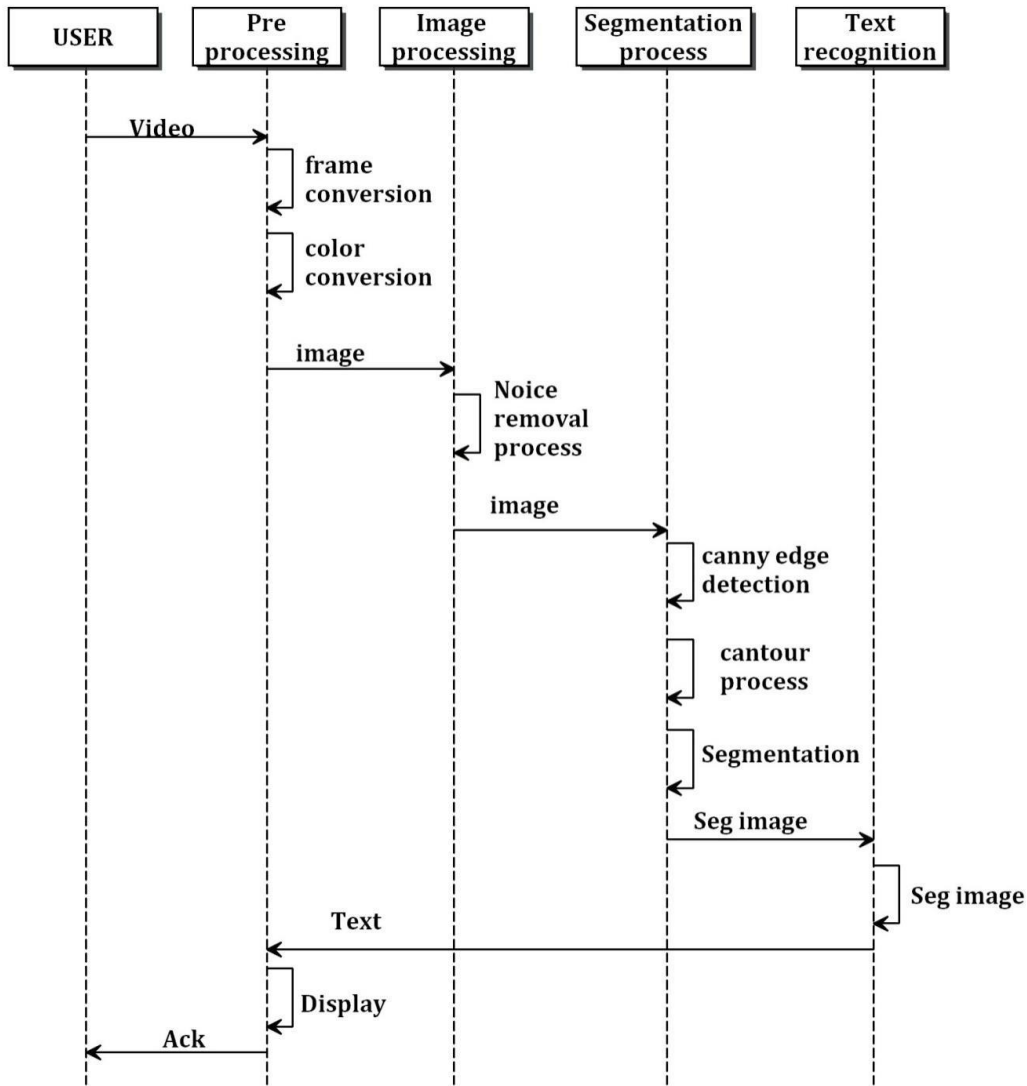 USER
Pre
processing
Image
processing
Segmentation
process
Text
recognition
Video
frame
conversion
color
conversion
image
Noice
removal
process
image
canny edge
detection
cantour
process
Segmentation
Seg image
Seg image
Text
Display
Ack